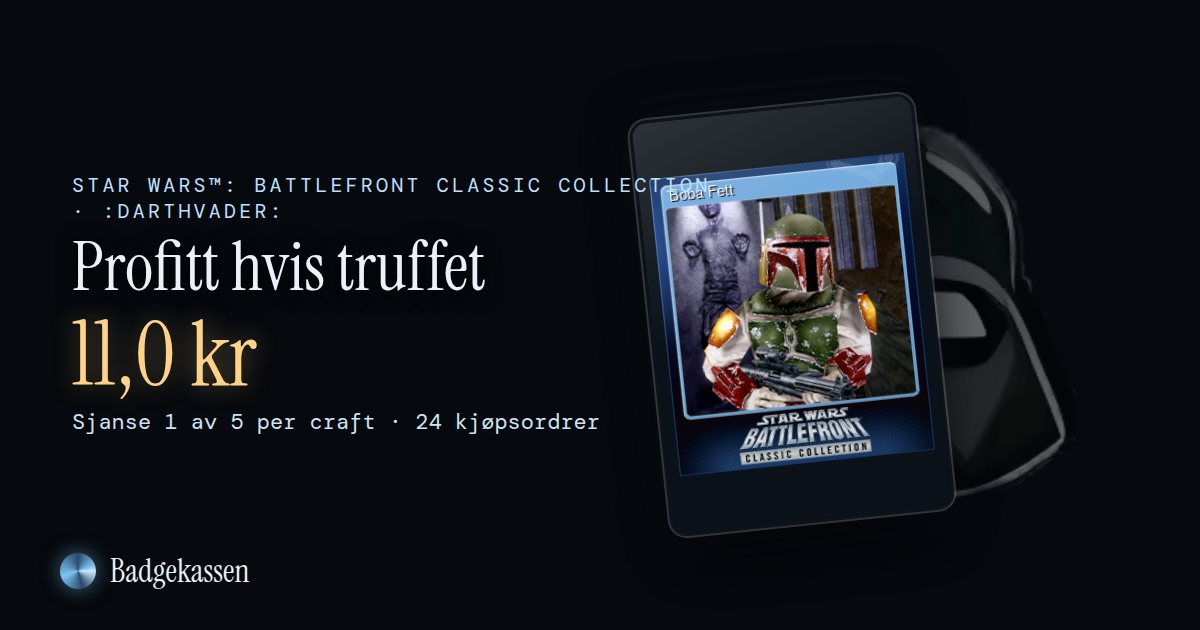 STAR WARS™: BATTLEFRONT CLASSIC COLLECTION
· :DARTHVADER:
Profitt hvis truffet
11,0 kr
Sjanse 1 av 5 per craft · 24 kjøpsordrer
Badgekassen
Boba Fett
STAR WARS
BATTLEFRONT
CLASSIC COLLECTION